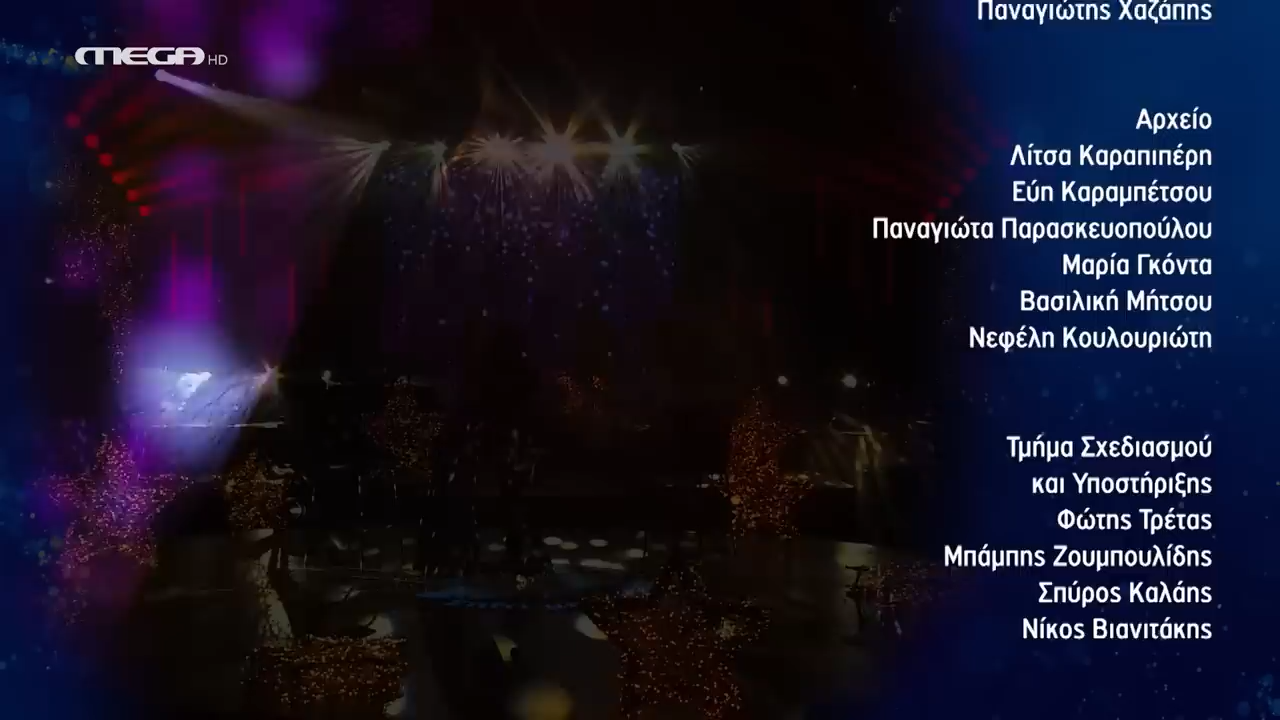 Παναγιώτης Χαζάπης
MEGA HD
Αρχείο
Λίτσα Καραπιπέρη
Εύη Καραμπέτσου
Παναγιώτα Παρασκευοπούλου
Μαρία Γκόντα
Βασιλική Μήτσου
Νεφέλη Κουλουριώτη
Τμήμα Σχεδιασμού
και Υποστήριξης
Φώτης Τρέτας
Μπάμπης Ζουμπουλίδης
Σπύρος Καλάης
Νίκος Βιανιτάκης